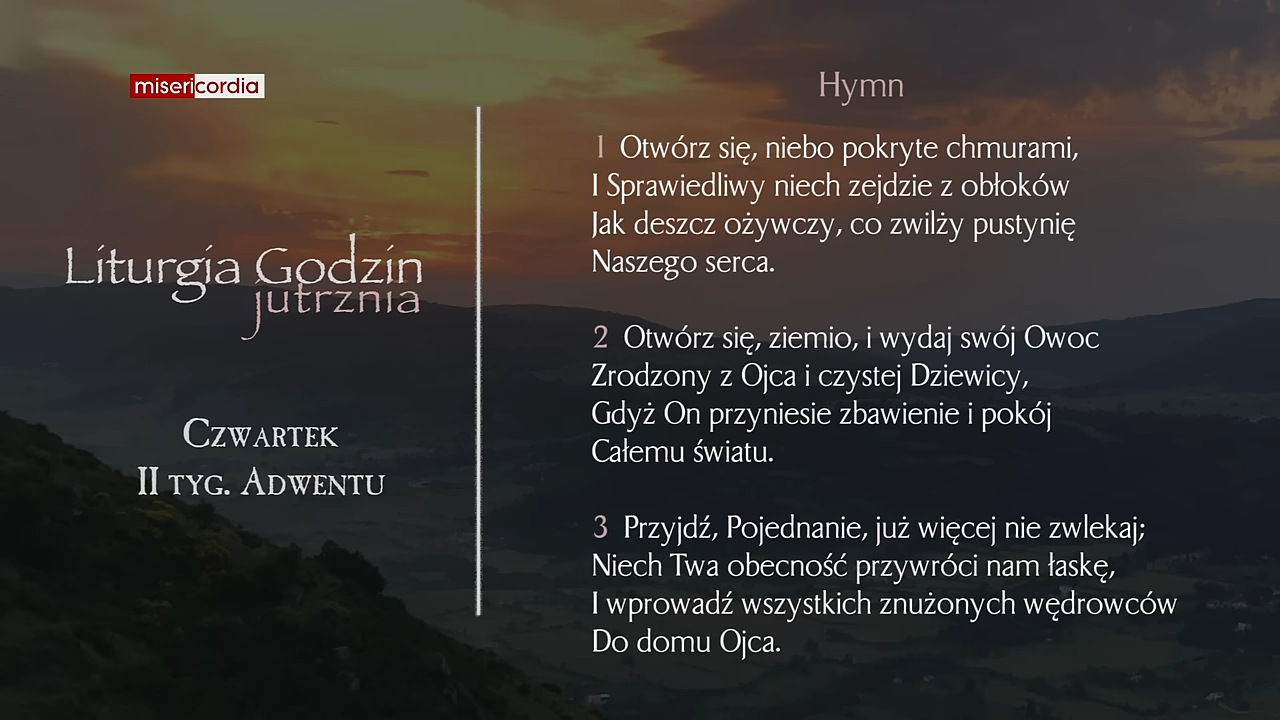 misericordia
Liturgia Godzin
jutrznia
Czwartek
II tyg. Adwentu
Hymn
1 Otwórz się, niebo pokryte chmurami,
I Sprawiedliwy niech zejdzie z obłoków
Jak deszcz ożywczy, co zwilży pustynię
Naszego serca.
2 Otwórz się, ziemio, i wydaj swój Owoc
Zrodzony z Ojca i czystej Dziewicy,
Gdyż On przyniesie zbawienie i pokój
Całemu światu.
3 Przyjdź, Pojednanie, już więcej nie zwlekaj;
Niech Twa obecność przywróci nam łaskę,
I wprowadź wszystkich znużonych wędrowców
Do domu Ojca.